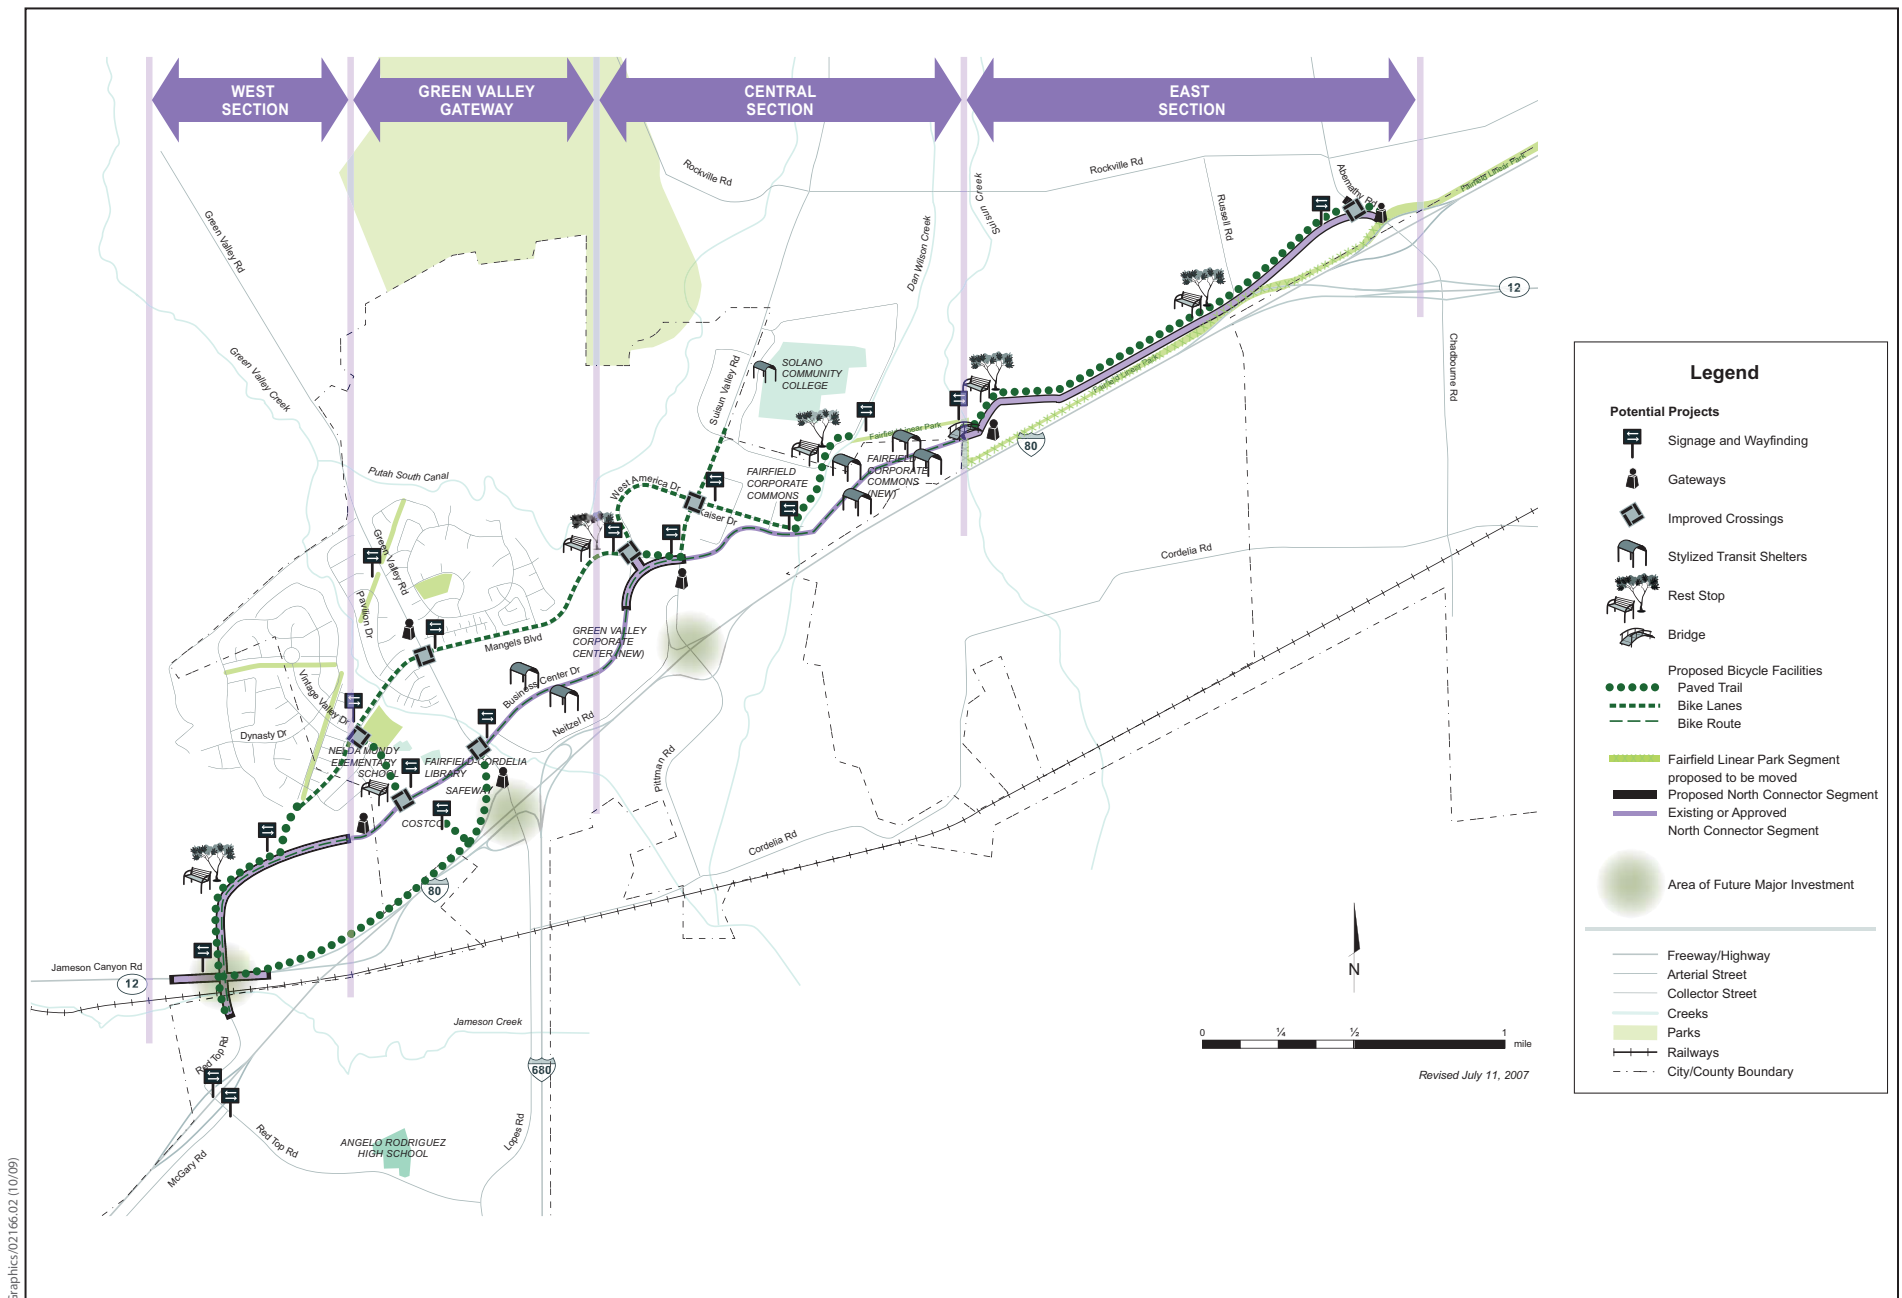 WEST
SECTION
GREEN VALLEY
GATEWAY
CENTRAL
SECTION
EAST
SECTION
Rockville Rd
Rockville Rd
Abernathy Rd
Fairfield Linear Park
Russell Rd
Suisun Creek
Dan Wilson Creek
Green Valley Rd
Green Valley Creek
12
Chadbourne Rd
Suisun Valley Rd
SOLANO
COMMUNITY
COLLEGE
Fairfield Linear Park
Fairfield Linear Park
80
Putah South Canal
West America Dr
Kaiser Dr
FAIRFIELD
CORPORATE
COMMONS
FAIRFIELD
CORPORATE
COMMONS
(NEW)
Cordelia Rd
Green Valley Rd
Pavilion Dr
Mangels Blvd
GREEN VALLEY
CORPORATE
CENTER (NEW)
Business Center Dr
Neitzel Rd
Vintage Valley Dr
Dynasty Dr
NELDA MUNDY
ELEMENTARY
SCHOOL
FAIRFIELD-CORDELIA
LIBRARY
SAFEWAY
COSTCO
Pittman Rd
Cordelia Rd
80
Jameson Canyon Rd
12
Jameson Creek
Red Top Rd
680
Lopes Rd
Red Top Rd
McGary Rd
ANGELO RODRIGUEZ
HIGH SCHOOL
N
0 ¼ ½ 1
mile
Revised July 11, 2007
Legend
Potential Projects
Signage and Wayfinding
Gateways
Improved Crossings
Stylized Transit Shelters
Rest Stop
Bridge
Proposed Bicycle Facilities
Paved Trail
Bike Lanes
Bike Route
Fairfield Linear Park Segment
proposed to be moved
Proposed North Connector Segment
Existing or Approved
North Connector Segment
Area of Future Major Investment
Freeway/Highway
Arterial Street
Collector Street
Creeks
Parks
Railways
City/County Boundary
Graphics/02166.02 (10/09)